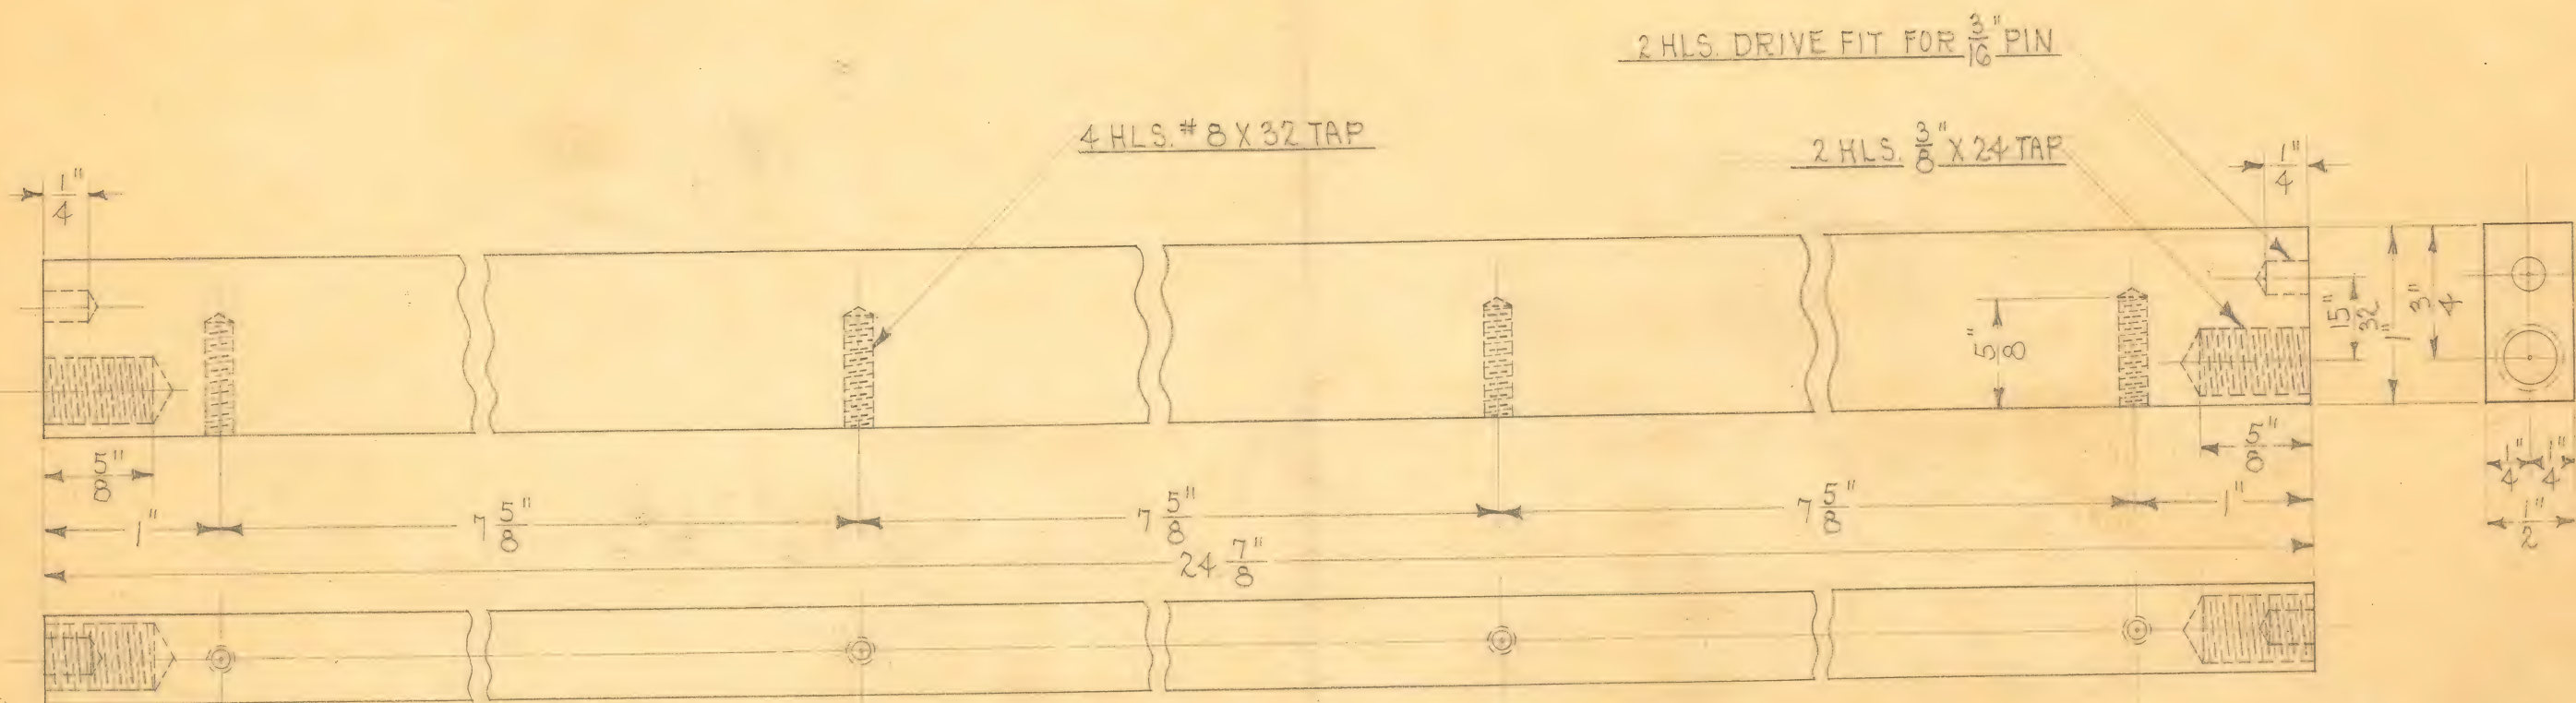 2 HLS. DRIVE FIT FOR 3/16" PIN
4 HLS. #8 X 32 TAP
2 HLS. 3/8" X 24 TAP
1/4"
1/4"
15/32"
1"
3/4"
5/8"
5/8"
5/8"
1/4" 1/4"
1/2"
1" 7 5/8" 7 5/8" 7 5/8" 1"
24 7/8"